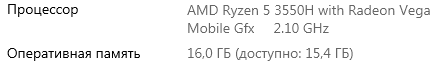 Процессор AMD Ryzen 5 3550H with Radeon Vega
Mobile Gfx 2.10 GHz
Оперативная память 16,0 ГБ (доступно: 15,4 ГБ)